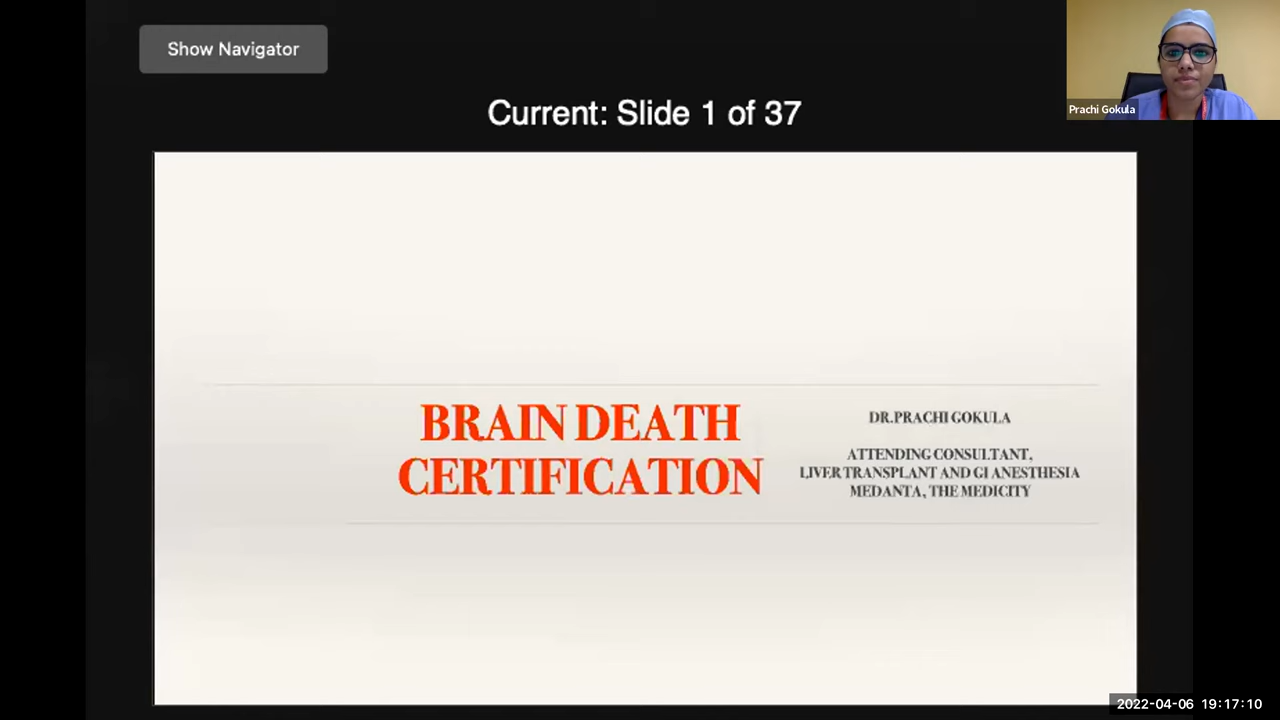 Show Navigator
Current: Slide 1 of 37
Prachi Gokula
BRAIN DEATH
CERTIFICATION
DR.PRACHI GOKULA
ATTENDING CONSULTANT,
LIVER TRANSPLANT AND GI ANESTHESIA
MEDANTA, THE MEDICITY
2022-04-06 19:17:10